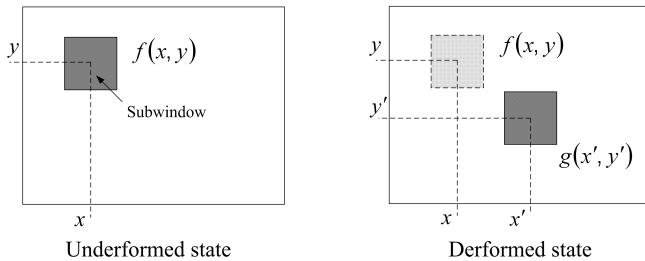 y
f(x, y)
Subwindow
x
Underformed state
y
f(x, y)
y′
g(x′, y′)
x
x′
Derformed state